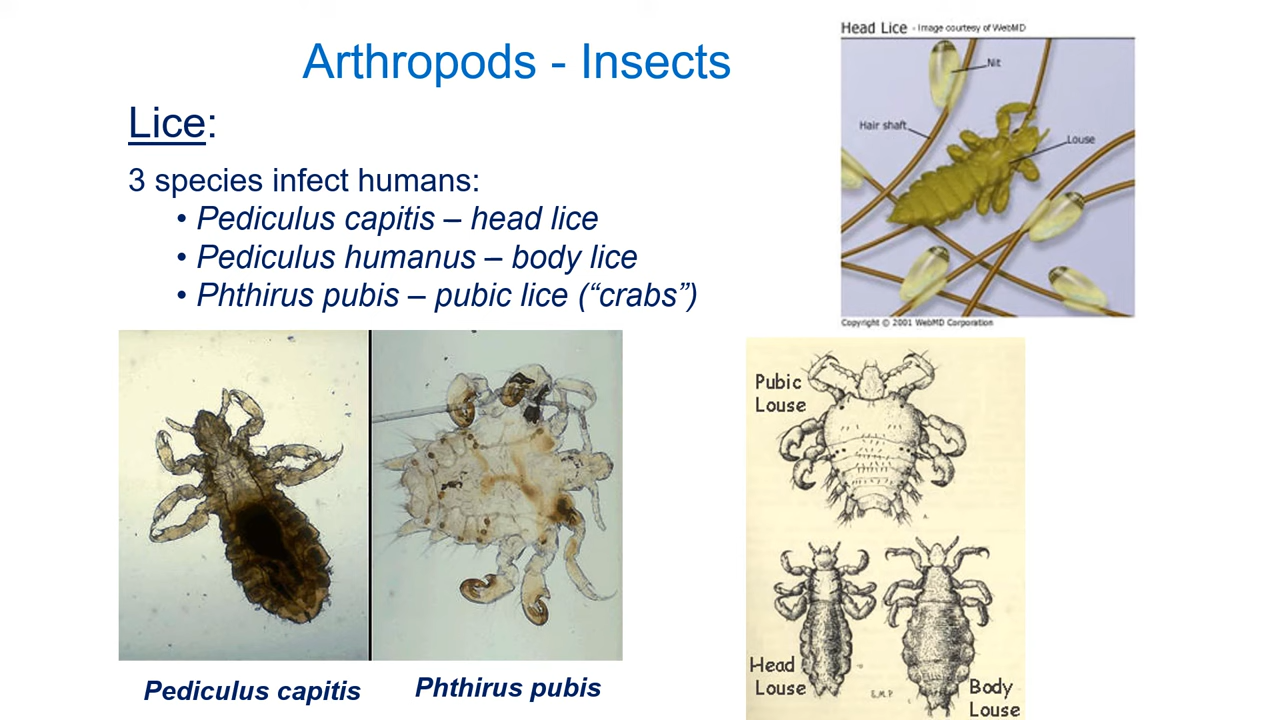 Arthropods - Insects
Lice:
3 species infect humans:
• Pediculus capitis – head lice
• Pediculus humanus – body lice
• Phthirus pubis – pubic lice (“crabs”)
Head Lice - Image courtesy of WebMD
Nit
Hair shaft
Louse
Copyright © 2001 WebMD Corporation
Pubic
Louse
Head
Louse
E.M.P
Body
Louse
Pediculus capitis
Phthirus pubis